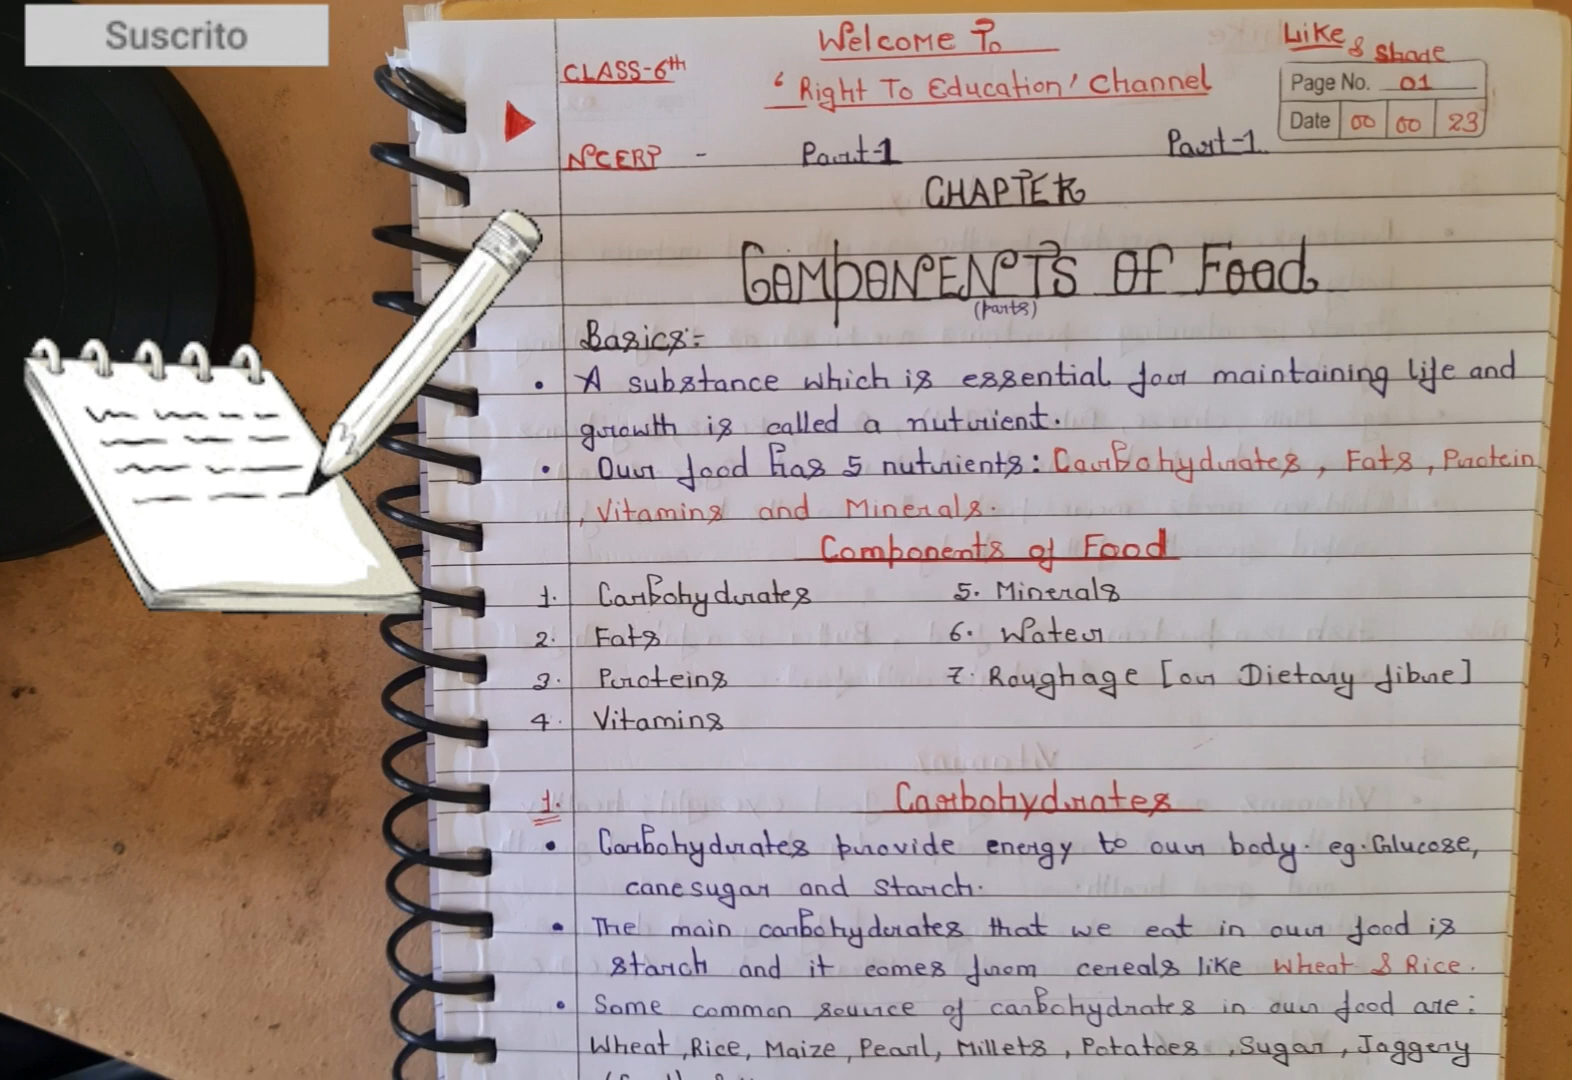 Suscrito
Welcome To
Like & Share
CLASS-6th
'Right To Education' Channel
Page No. 01
Date 00 00 23
NCERT - Part-1 Part-1
CHAPTER
Components of Food
(parts)
Basics:-
• A substance which is essential for maintaining life and
growth is called a nutrient.
• Our food has 5 nutrients: Carbohydrates, Fats, Protein
, Vitamins and Minerals.
Components of Food
1. Carbohydrates 5. Minerals
2. Fats 6. Water
3. Proteins 7. Roughage [or Dietary fibre]
4. Vitamins
1. Carbohydrates
• Carbohydrates provide energy to our body. eg. Glucose,
cane sugar and starch.
• The main carbohydrates that we eat in our food is
starch and it comes from cereals like Wheat & Rice.
• Some common source of carbohydrates in our food are:
Wheat, Rice, Maize, Pearl, Millets, Potatoes, Sugar, Jaggery